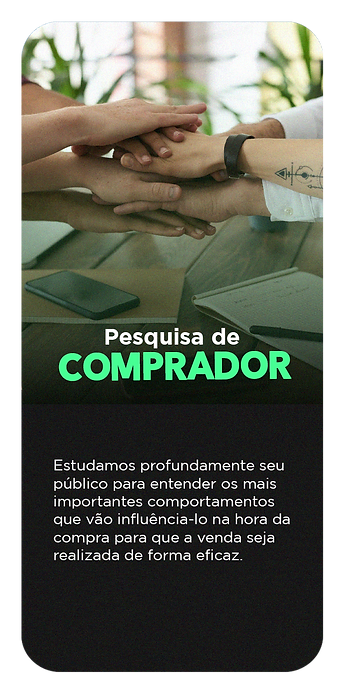 Pesquisa de
COMPRADOR
Estudamos profundamente seu
público para entender os mais
importantes comportamentos
que vão influência-lo na hora da
compra para que a venda seja
realizada de forma eficaz.